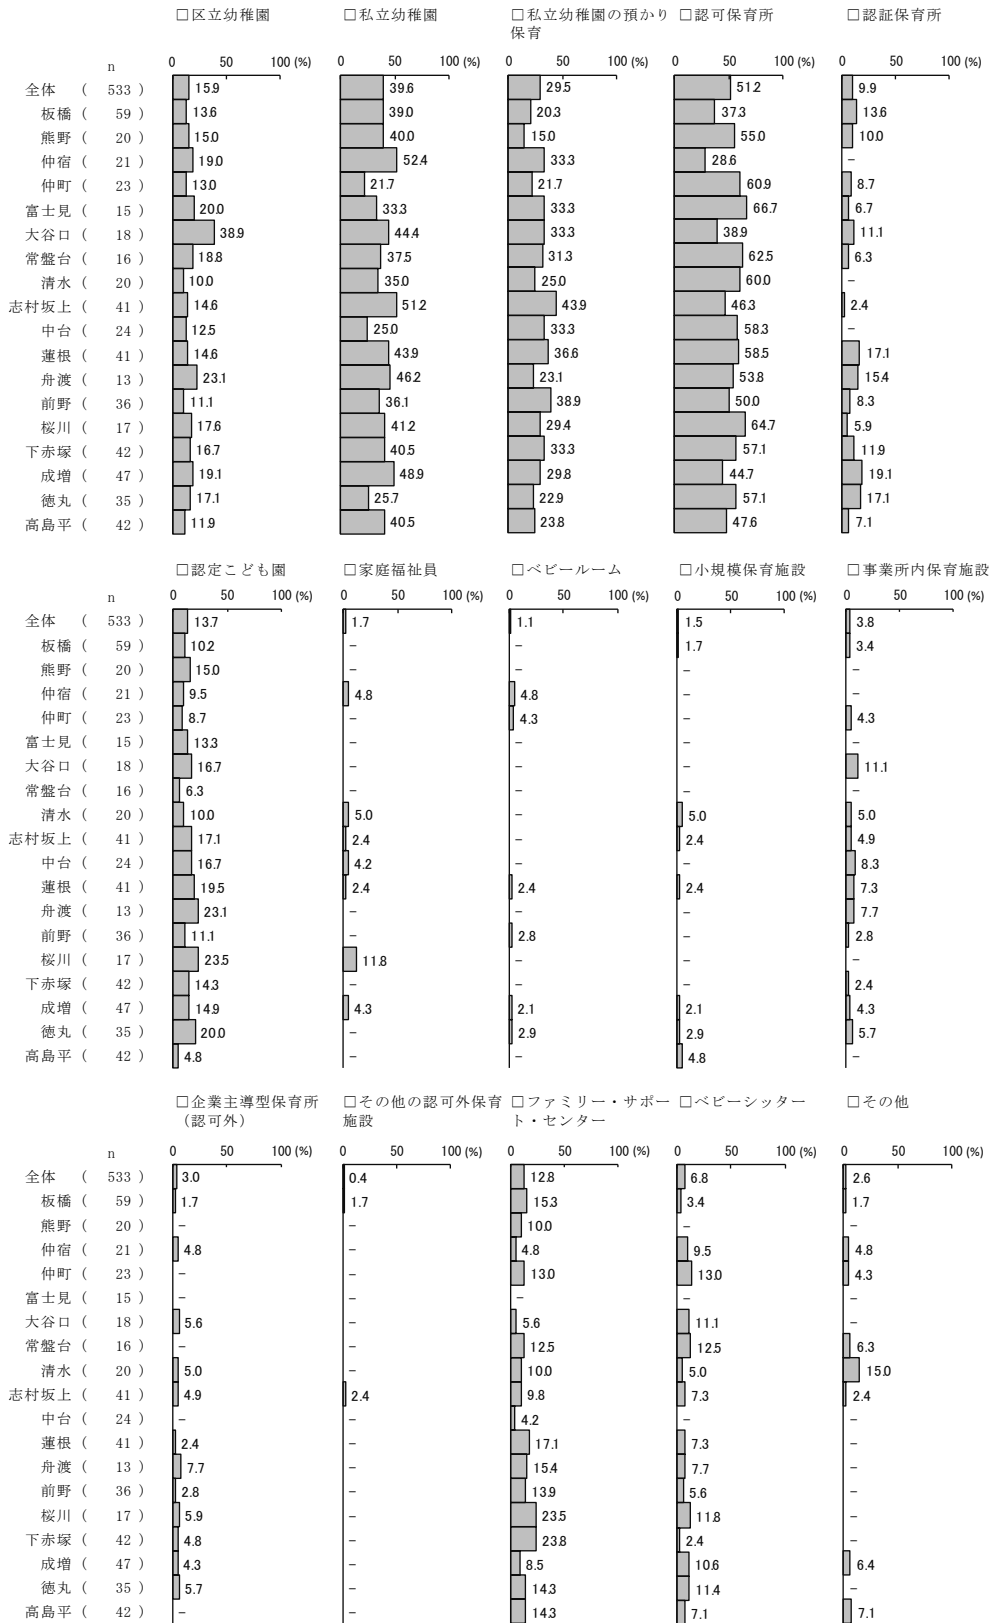 □区立幼稚園 □私立幼稚園 □私立幼稚園の預かり保育 □認可保育所 □認証保育所
n 0 50 100 (%) 0 50 100 (%) 0 50 100 (%) 0 50 100 (%) 0 50 100 (%)
全体 ( 533 ) 15.9 39.6 29.5 51.2 9.9
板橋 ( 59 ) 13.6 39.0 20.3 37.3 13.6
熊野 ( 20 ) 15.0 40.0 15.0 55.0 10.0
仲宿 ( 21 ) 19.0 52.4 33.3 28.6 –
仲町 ( 23 ) 13.0 21.7 21.7 60.9 8.7
富士見 ( 15 ) 20.0 33.3 33.3 66.7 6.7
大谷口 ( 18 ) 38.9 44.4 33.3 38.9 11.1
常盤台 ( 16 ) 18.8 37.5 31.3 62.5 6.3
清水 ( 20 ) 10.0 35.0 25.0 60.0 –
志村坂上 ( 41 ) 14.6 51.2 43.9 46.3 2.4
中台 ( 24 ) 12.5 25.0 33.3 58.3 –
蓮根 ( 41 ) 14.6 43.9 36.6 58.5 17.1
舟渡 ( 13 ) 23.1 46.2 23.1 53.8 15.4
前野 ( 36 ) 11.1 36.1 38.9 50.0 8.3
桜川 ( 17 ) 17.6 41.2 29.4 64.7 5.9
下赤塚 ( 42 ) 16.7 40.5 33.3 57.1 11.9
成増 ( 47 ) 19.1 48.9 29.8 44.7 19.1
徳丸 ( 35 ) 17.1 25.7 22.9 57.1 17.1
高島平 ( 42 ) 11.9 40.5 23.8 47.6 7.1
□認定こども園 □家庭福祉員 □ベビールーム □小規模保育施設 □事業所内保育施設
n 0 50 100 (%) 0 50 100 (%) 0 50 100 (%) 0 50 100 (%) 0 50 100 (%)
全体 ( 533 ) 13.7 1.7 1.1 1.5 3.8
板橋 ( 59 ) 10.2 – – 1.7 3.4
熊野 ( 20 ) 15.0 – – – –
仲宿 ( 21 ) 9.5 4.8 4.8 – –
仲町 ( 23 ) 8.7 – 4.3 – 4.3
富士見 ( 15 ) 13.3 – – – –
大谷口 ( 18 ) 16.7 – – – 11.1
常盤台 ( 16 ) 6.3 – – – –
清水 ( 20 ) 10.0 5.0 – 5.0 5.0
志村坂上 ( 41 ) 17.1 2.4 – 2.4 4.9
中台 ( 24 ) 16.7 4.2 – – 8.3
蓮根 ( 41 ) 19.5 2.4 2.4 2.4 7.3
舟渡 ( 13 ) 23.1 – – – 7.7
前野 ( 36 ) 11.1 – 2.8 – 2.8
桜川 ( 17 ) 23.5 11.8 – – –
下赤塚 ( 42 ) 14.3 – – – 2.4
成増 ( 47 ) 14.9 4.3 2.1 2.1 4.3
徳丸 ( 35 ) 20.0 – 2.9 2.9 5.7
高島平 ( 42 ) 4.8 – – 4.8 –
□企業主導型保育所 □その他の認可外保育 □ファミリー・サポー □ベビーシッター □その他
(認可外) 施設 ト・センター
n 0 50 100 (%) 0 50 100 (%) 0 50 100 (%) 0 50 100 (%) 0 50 100 (%)
全体 ( 533 ) 3.0 0.4 12.8 6.8 2.6
板橋 ( 59 ) 1.7 1.7 15.3 3.4 1.7
熊野 ( 20 ) – – 10.0 – –
仲宿 ( 21 ) 4.8 – 4.8 9.5 4.8
仲町 ( 23 ) – – 13.0 13.0 4.3
富士見 ( 15 ) – – – – –
大谷口 ( 18 ) 5.6 – 5.6 11.1 –
常盤台 ( 16 ) – – 12.5 12.5 6.3
清水 ( 20 ) 5.0 – 10.0 5.0 15.0
志村坂上 ( 41 ) 4.9 2.4 9.8 7.3 2.4
中台 ( 24 ) – – 4.2 – –
蓮根 ( 41 ) 2.4 – 17.1 7.3 –
舟渡 ( 13 ) 7.7 – 15.4 7.7 –
前野 ( 36 ) 2.8 – 13.9 5.6 –
桜川 ( 17 ) 5.9 – 23.5 11.8 –
下赤塚 ( 42 ) 4.8 – 23.8 2.4 –
成増 ( 47 ) 4.3 – 8.5 10.6 6.4
徳丸 ( 35 ) 5.7 – 14.3 11.4 –
高島平 ( 42 ) – – 14.3 7.1 7.1